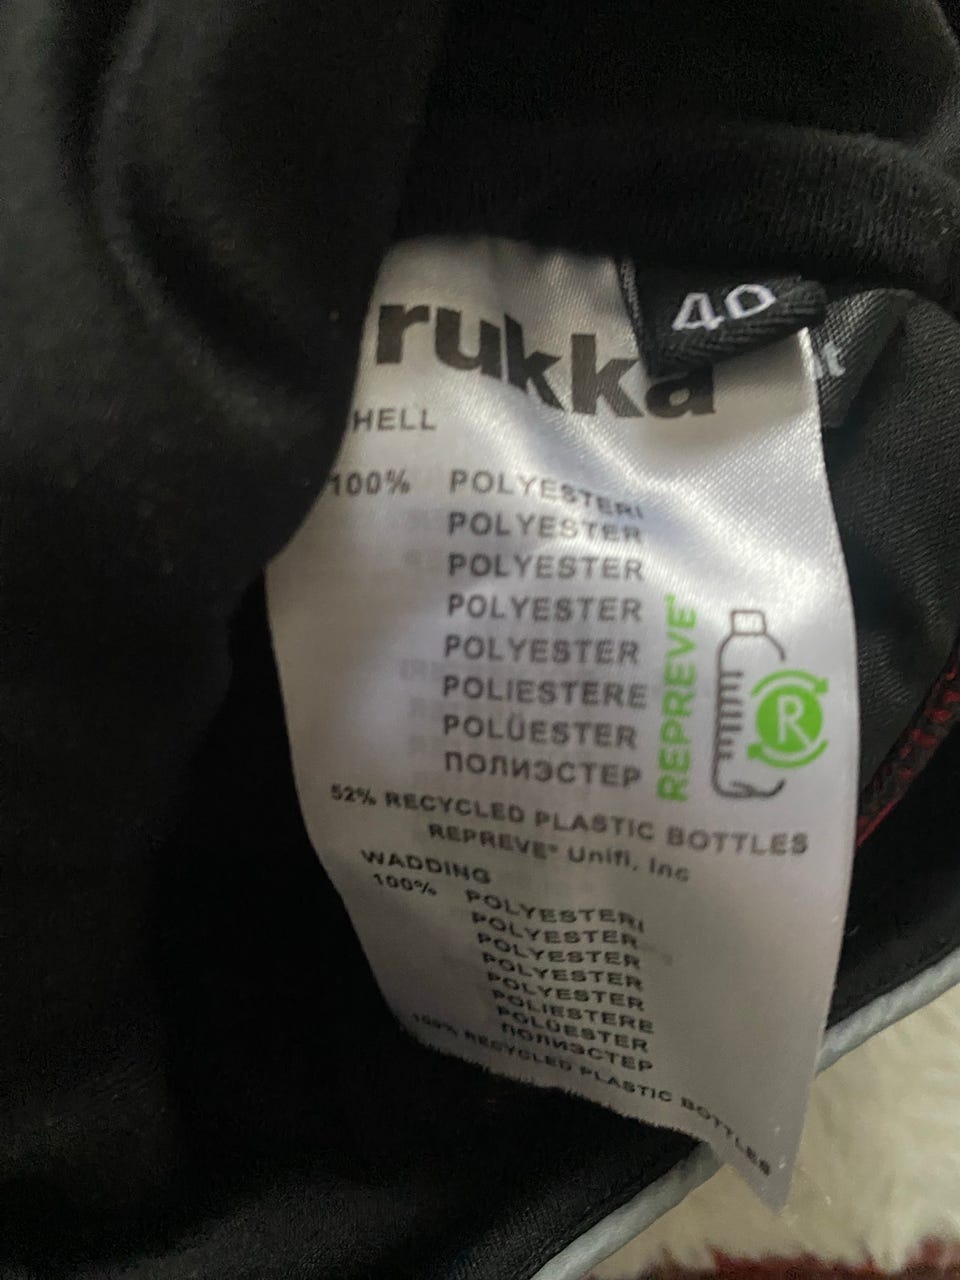 rukka
40
HELL
100% POLYESTERI
POLYESTER
POLYESTER
POLYESTER
POLYESTER
POLIESTERE
POLÜESTER
ПОЛИЭСТЕР
REPREVE®
R
52% RECYCLED PLASTIC BOTTLES
REPREVE® Unifi, Inc
WADDING
100% POLYESTERI
POLYESTER
POLYESTER
POLYESTER
POLYESTER
POLIESTERE
POLÜESTER
ПОЛИЭСТЕР
100% RECYCLED PLASTIC BOTTLES